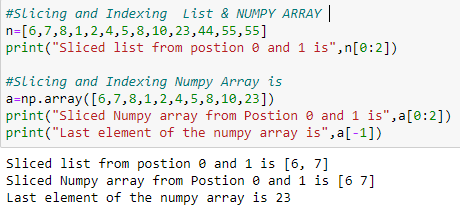 #Slicing and Indexing  List & NUMPY ARRAY
n=[6,7,8,1,2,4,5,8,10,23,44,55,55]
print("Sliced list from postion 0 and 1 is",n[0:2])
#Slicing and Indexing Numpy Array is
a=np.array([6,7,8,1,2,4,5,8,10,23])
print("Sliced Numpy array from Postion 0 and 1 is",a[0:2])
print("Last element of the numpy array is",a[-1])
Sliced list from postion 0 and 1 is [6, 7]
Sliced Numpy array from Postion 0 and 1 is [6 7]
Last element of the numpy array is 23